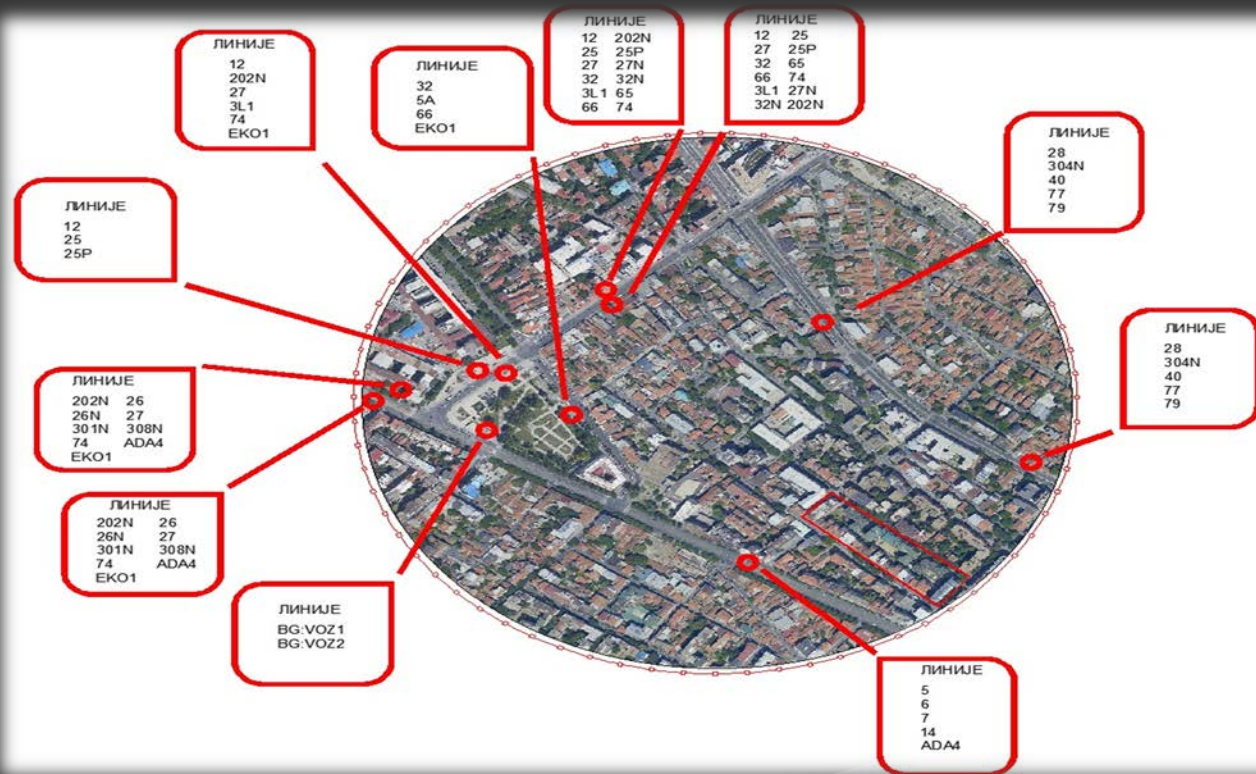 ЛИНИЈЕ
12
202N
27
3L1
74
EKO1
ЛИНИЈЕ
32
5A
66
EKO1
ЛИНИЈЕ
12 202N
25 25P
27 27N
32 32N
3L1 65
66 74
ЛИНИЈЕ
12 25
27 25P
32 65
66 74
3L1 27N
32N 202N
ЛИНИЈЕ
28
304N
40
77
79
ЛИНИЈЕ
12
25
25P
ЛИНИЈЕ
28
304N
40
77
79
ЛИНИЈЕ
202N 26
26N 27
301N 308N
74 ADA4
EKO1
ЛИНИЈЕ
202N 26
26N 27
301N 308N
74 ADA4
EKO1
ЛИНИЈЕ
BG:VOZ1
BG:VOZ2
ЛИНИЈЕ
5
6
7
14
ADA4